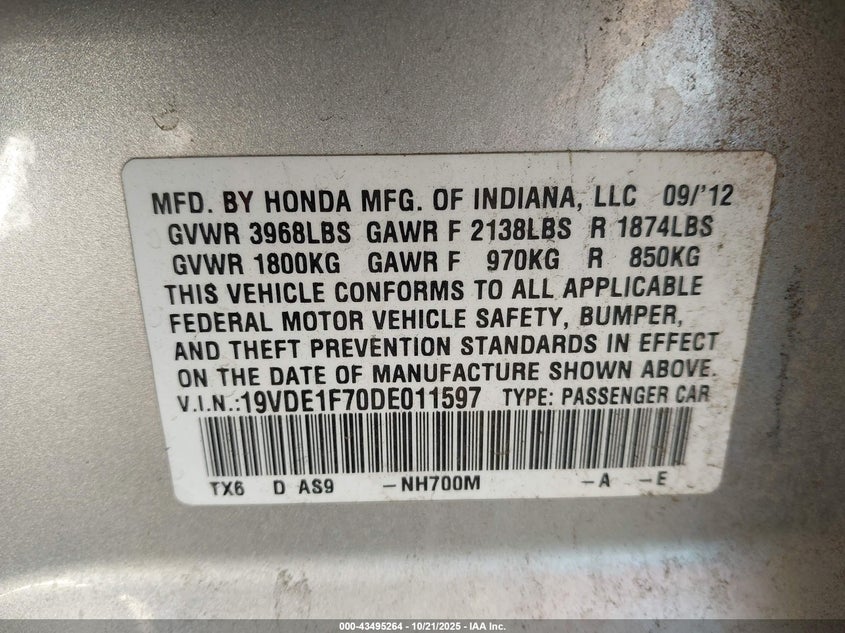 MFD. BY HONDA MFG. OF INDIANA, LLC 09/'12
GVWR 3968LBS GAWR F 2138LBS R 1874LBS
GVWR 1800KG GAWR F 970KG R 850KG
THIS VEHICLE CONFORMS TO ALL APPLICABLE
FEDERAL MOTOR VEHICLE SAFETY, BUMPER,
AND THEFT PREVENTION STANDARDS IN EFFECT
ON THE DATE OF MANUFACTURE SHOWN ABOVE.
V.I.N.:19VDE1F70DE011597 TYPE: PASSENGER CAR
TX6 D AS9 -NH700M -A -E
000-43495264 - 10/21/2025 - IAA Inc.